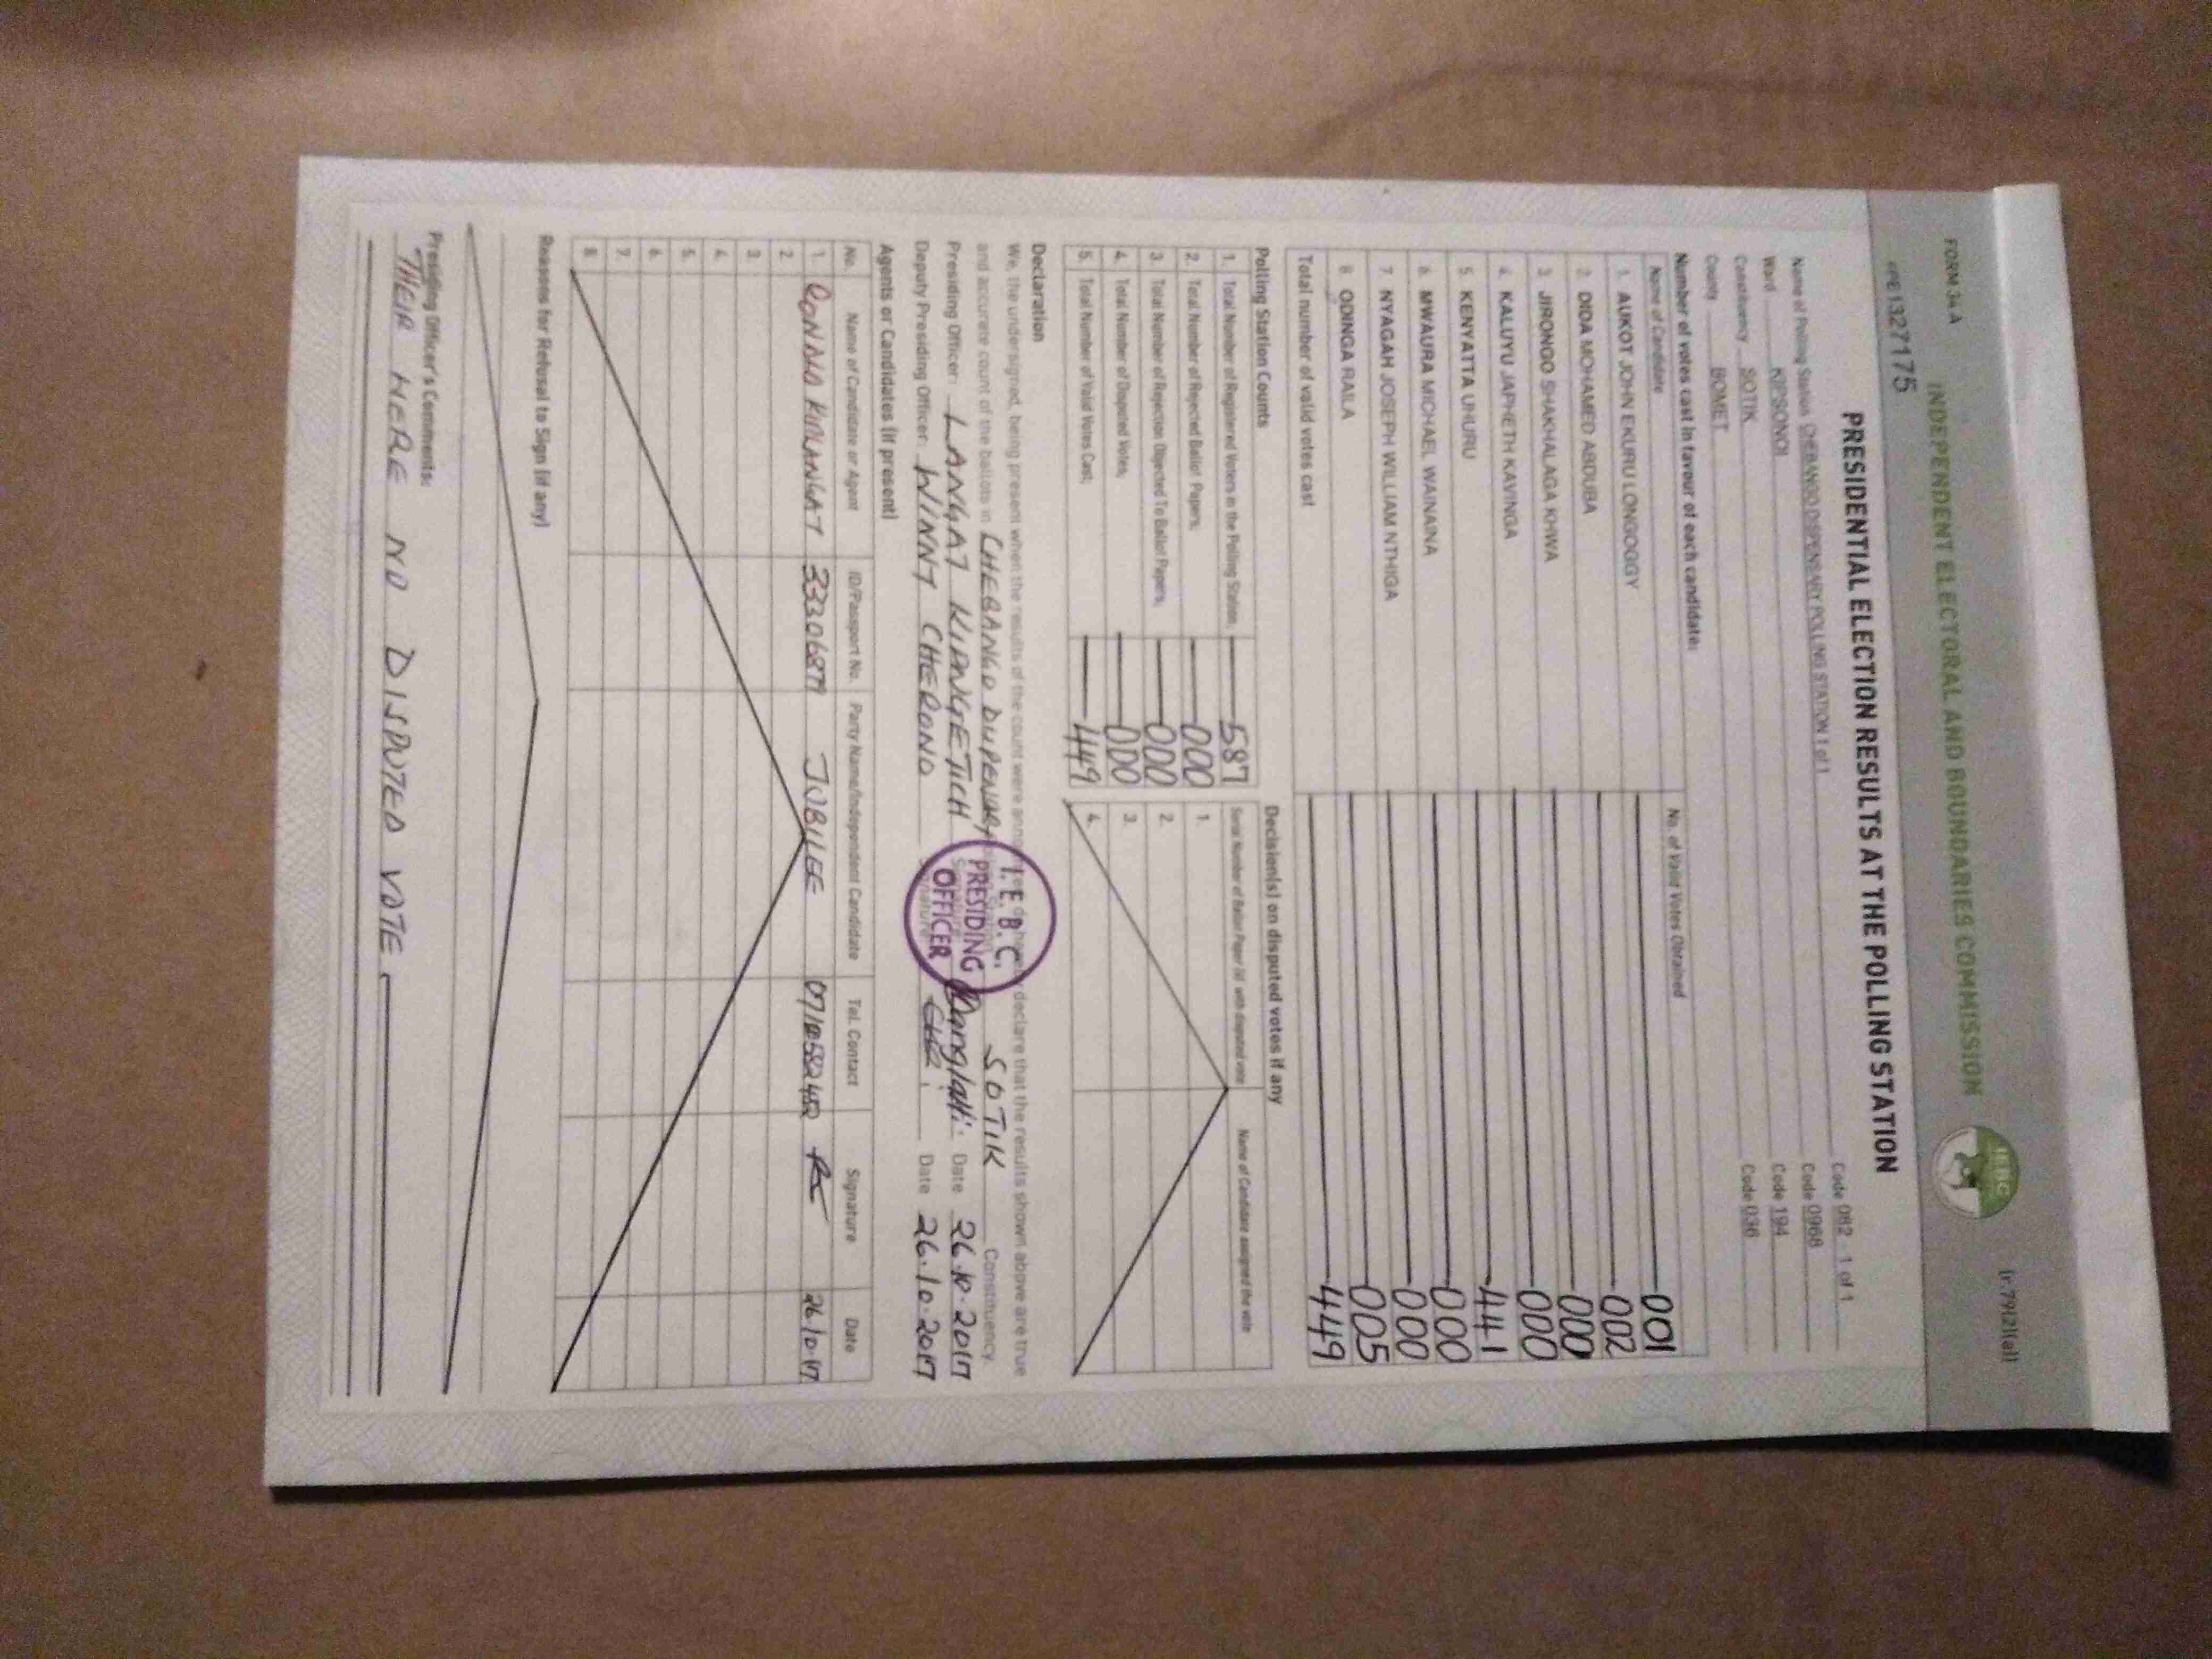 FORM 34A
[r.79(2)(a)]
INDEPENDENT ELECTORAL AND BOUNDARIES COMMISSION
IEBC
1327175
PRESIDENTIAL ELECTION RESULTS AT THE POLLING STATION
Name of Polling Station CHEBANGO DISPENSARY POLLING STATION 1 of 1 Code 082 - 1 of 1
Ward KIPSONOI Code 0968
Constituency SOTIK Code 194
County BOMET Code 036
Number of votes cast in favour of each candidate:
Name of Candidate No. of Valid Votes Obtained
1. AUKOT JOHN EKURU LONGOGGY 001
2. DIDA MOHAMED ABDUBA 002
3. JIRONGO SHAKHALAGA KHWA 000
4. KALUYU JAPHETH KAVINGA 000
5. KENYATTA UHURU 441
6. MWAURA MICHAEL WAINAINA 000
7. NYAGAH JOSEPH WILLIAM NTHIGA 000
8. ODINGA RAILA 005
Total number of valid votes cast 449
Polling Station Counts
1. Total Number of Registered Voters in the Polling Station 587
2. Total Number of Rejected Ballot Papers; 000
3. Total Number of Rejection Objected To Ballot Papers; 000
4. Total Number of Disputed Votes; 000
5. Total Number of Valid Votes Cast; 449
Decision(s) on disputed votes if any
Serial Number of Ballot Paper with disputed vote Name of Candidate assigned the vote
1.
2.
3.
4.
Declaration
We, the undersigned, being present when the results of the count were declare that the results shown above are true
and accurate count of the ballots in CHEBANGO SOTIK Constituency.
Presiding Officer: LANGAT KIPNGETICH Date 26.10.2017
Deputy Presiding Officer: WINNY CHERONO Signature Date 26.10.2017
I.E.B.C.
PRESIDING
OFFICER
Agents or Candidates (if present)
No. Name of Candidate or Agent ID/Passport No. Party Name/Independent Candidate Tel. Contact Signature Date
1. JUBILEE 26.10.17
2.
3.
4.
5.
6.
7.
8.
Reasons for Refusal to Sign (if any)
Presiding Officer's Comments:
THEIR HERE NO DISPUTED VOTE